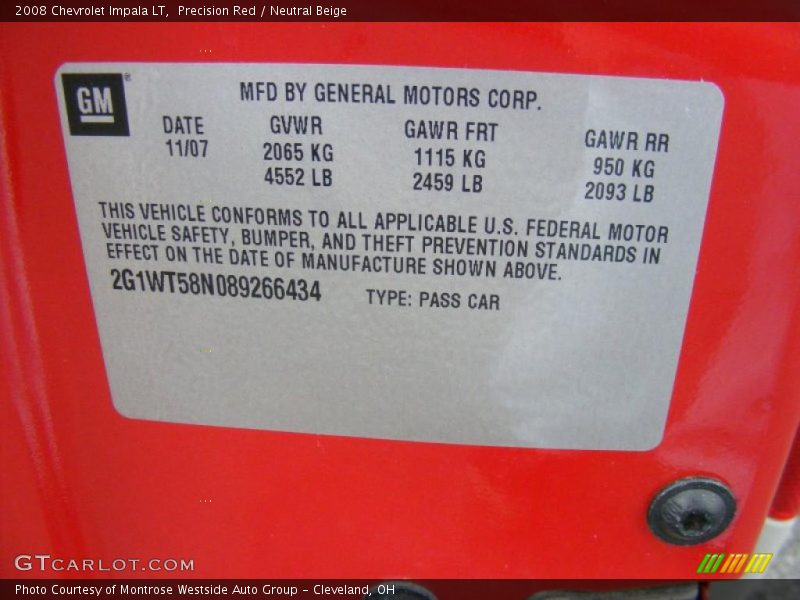 2008 Chevrolet Impala LT,  Precision Red / Neutral Beige
GM ®
MFD BY GENERAL MOTORS CORP.
DATE GVWR GAWR FRT GAWR RR
11/07 2065 KG 1115 KG 950 KG
4552 LB 2459 LB 2093 LB
THIS VEHICLE CONFORMS TO ALL APPLICABLE U.S. FEDERAL MOTOR
VEHICLE SAFETY, BUMPER, AND THEFT PREVENTION STANDARDS IN
EFFECT ON THE DATE OF MANUFACTURE SHOWN ABOVE.
2G1WT58N089266434 TYPE: PASS CAR
GTCARLOT.COM
Photo Courtesy of Montrose Westside Auto Group - Cleveland, OH